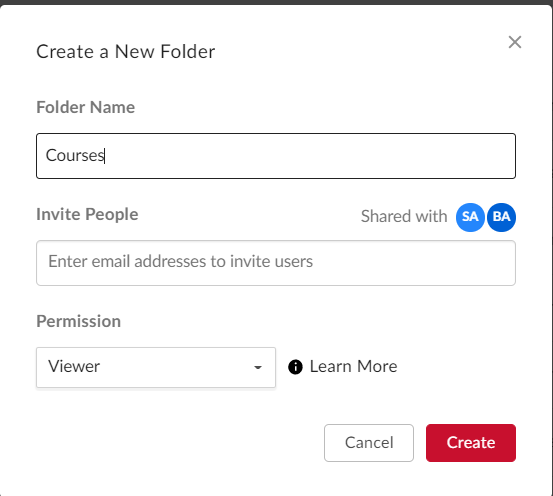 Create a New Folder
Folder Name
Courses
Invite People
Shared with SA BA
Enter email addresses to invite users
Permission
Viewer
Learn More
Cancel
Create